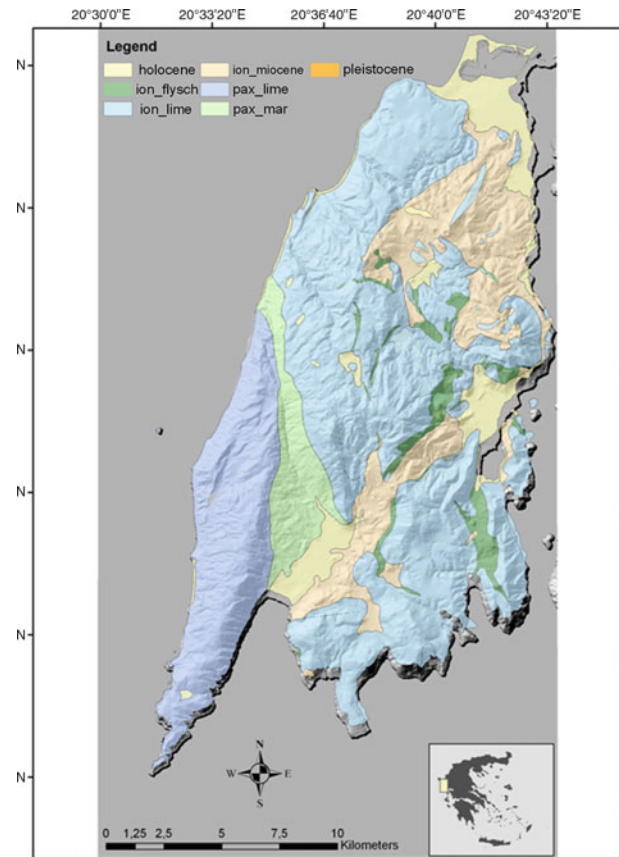 20°30'0"E 20°33'20"E 20°36'40"E 20°40'0"E 20°43'20"E
Legend
holocene ion_miocene pleistocene
ion_flysch pax_lime
ion_lime pax_mar
N
N
N
N
N
N
N
W E
S
0 1,25 2,5 5 7,5 10
Kilometers